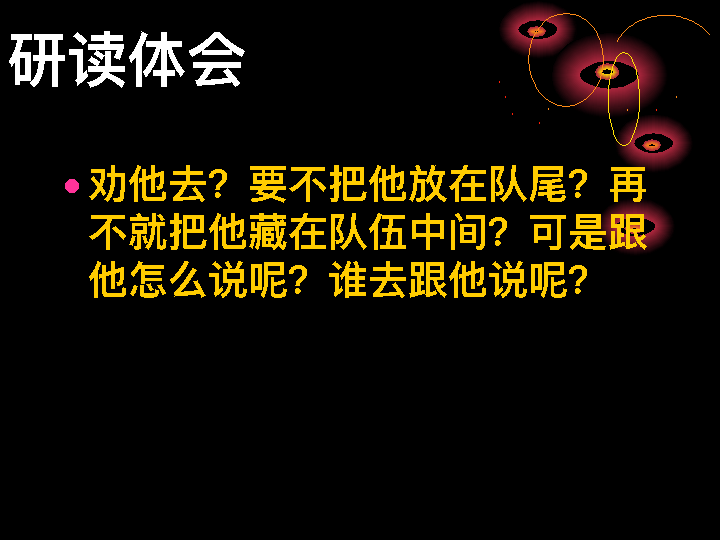 研读体会
•劝他去？要不把他放在队尾？再
不就把他藏在队伍中间？可是跟
他怎么说呢？谁去跟他说呢？